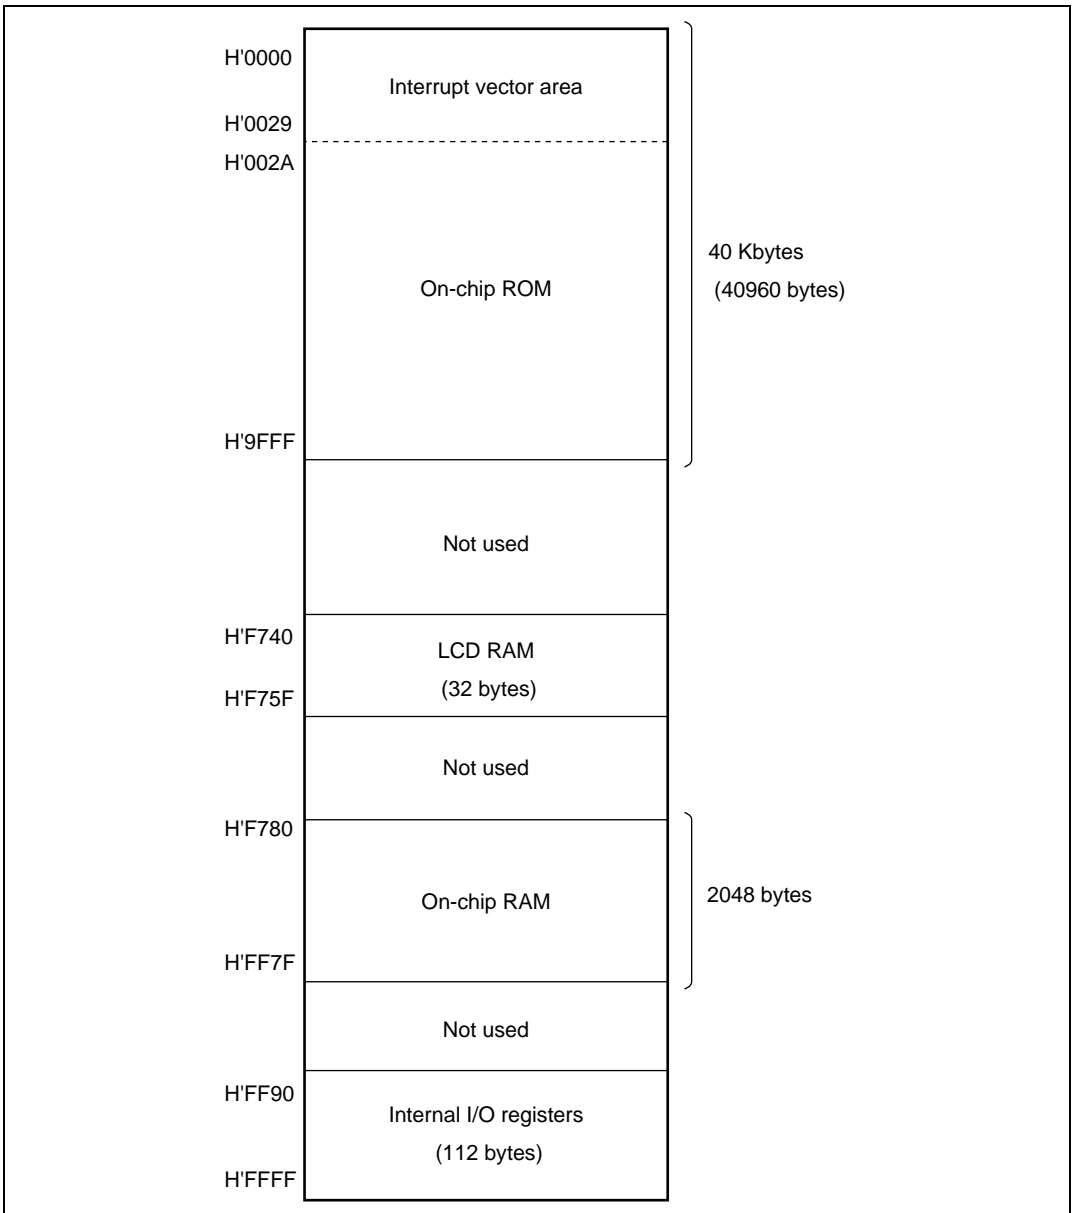 H'0000
Interrupt vector area
H'0029
H'002A
40 Kbytes
(40960 bytes)
On-chip ROM
H'9FFF
Not used
H'F740
LCD RAM
(32 bytes)
H'F75F
Not used
H'F780
On-chip RAM
2048 bytes
H'FF7F
Not used
H'FF90
Internal I/O registers
(112 bytes)
H'FFFF